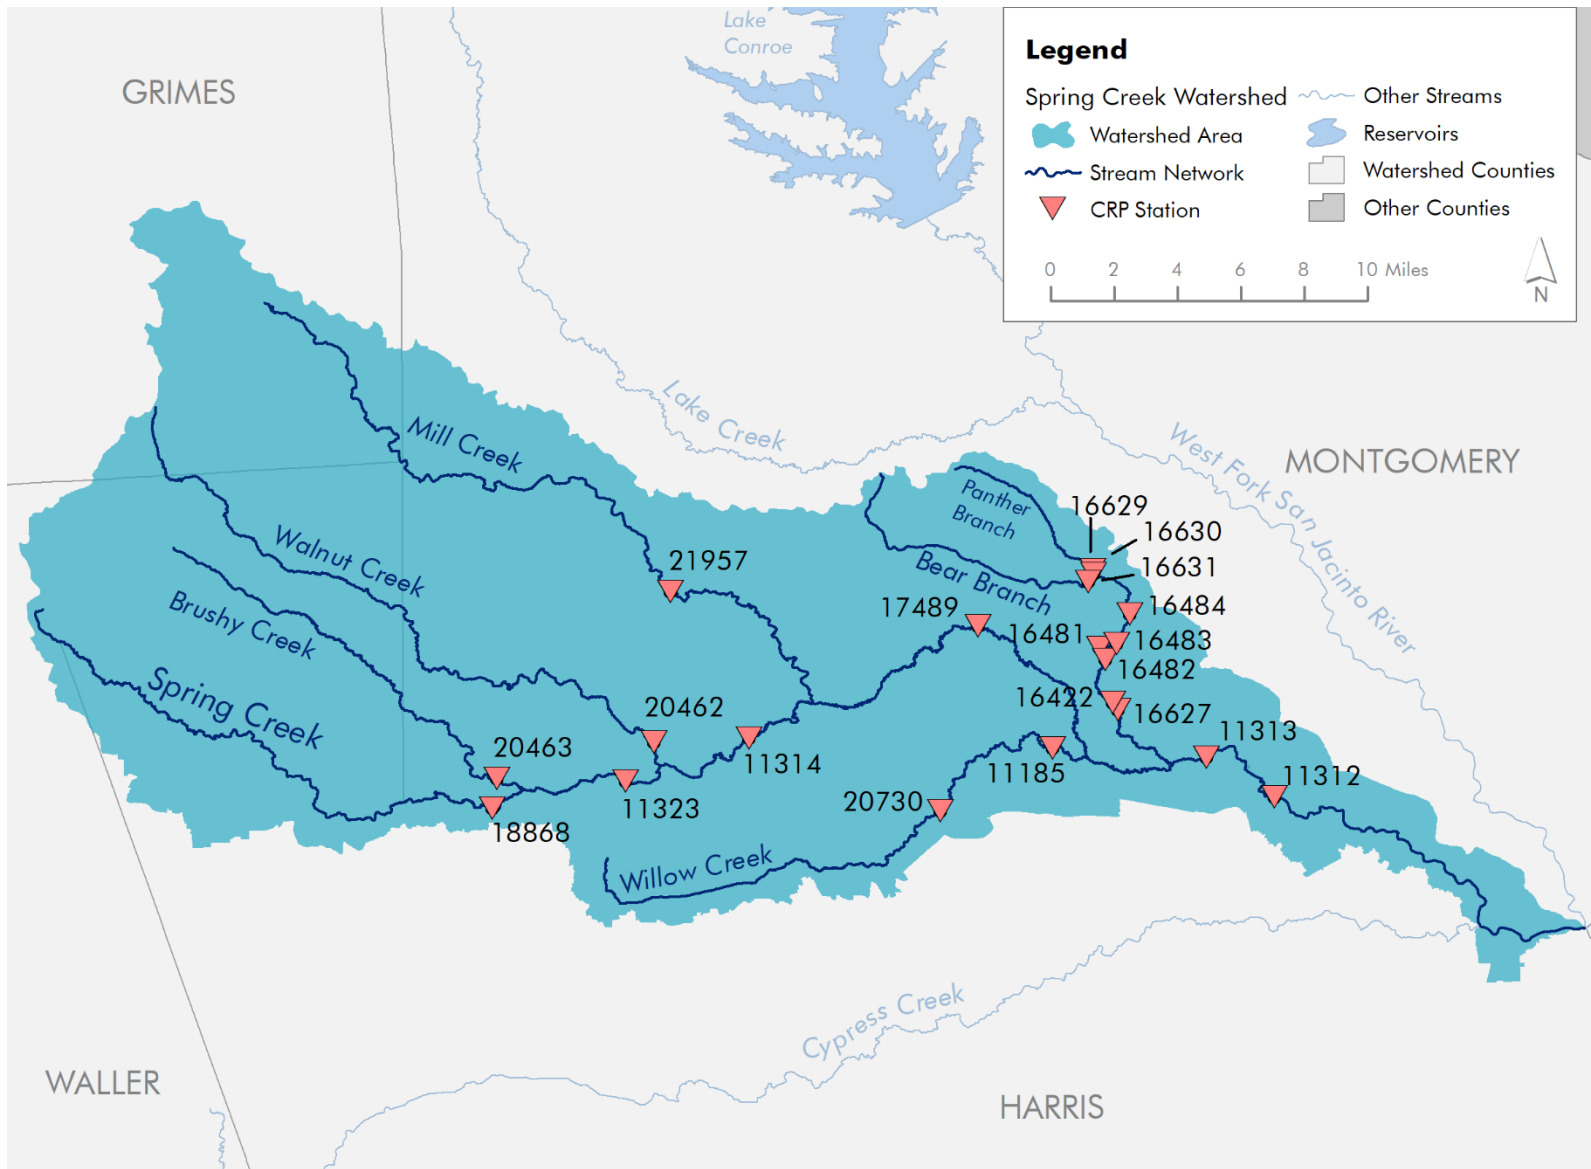 Lake
Conroe
Legend
Spring Creek Watershed
Watershed Area
Stream Network
CRP Station
Other Streams
Reservoirs
Watershed Counties
Other Counties
0 2 4 6 8 10 Miles
N
GRIMES
Lake Creek
West Fork San Jacinto River
MONTGOMERY
Mill Creek
Panther
Branch
16629
16630
16631
Walnut Creek
21957
Bear Branch
Brushy Creek
17489
16484
16481
16483
16482
Spring Creek
20462
16422
16627
20463
11314
11185
11313
11312
11323
20730
18868
Willow Creek
Cypress Creek
WALLER
HARRIS